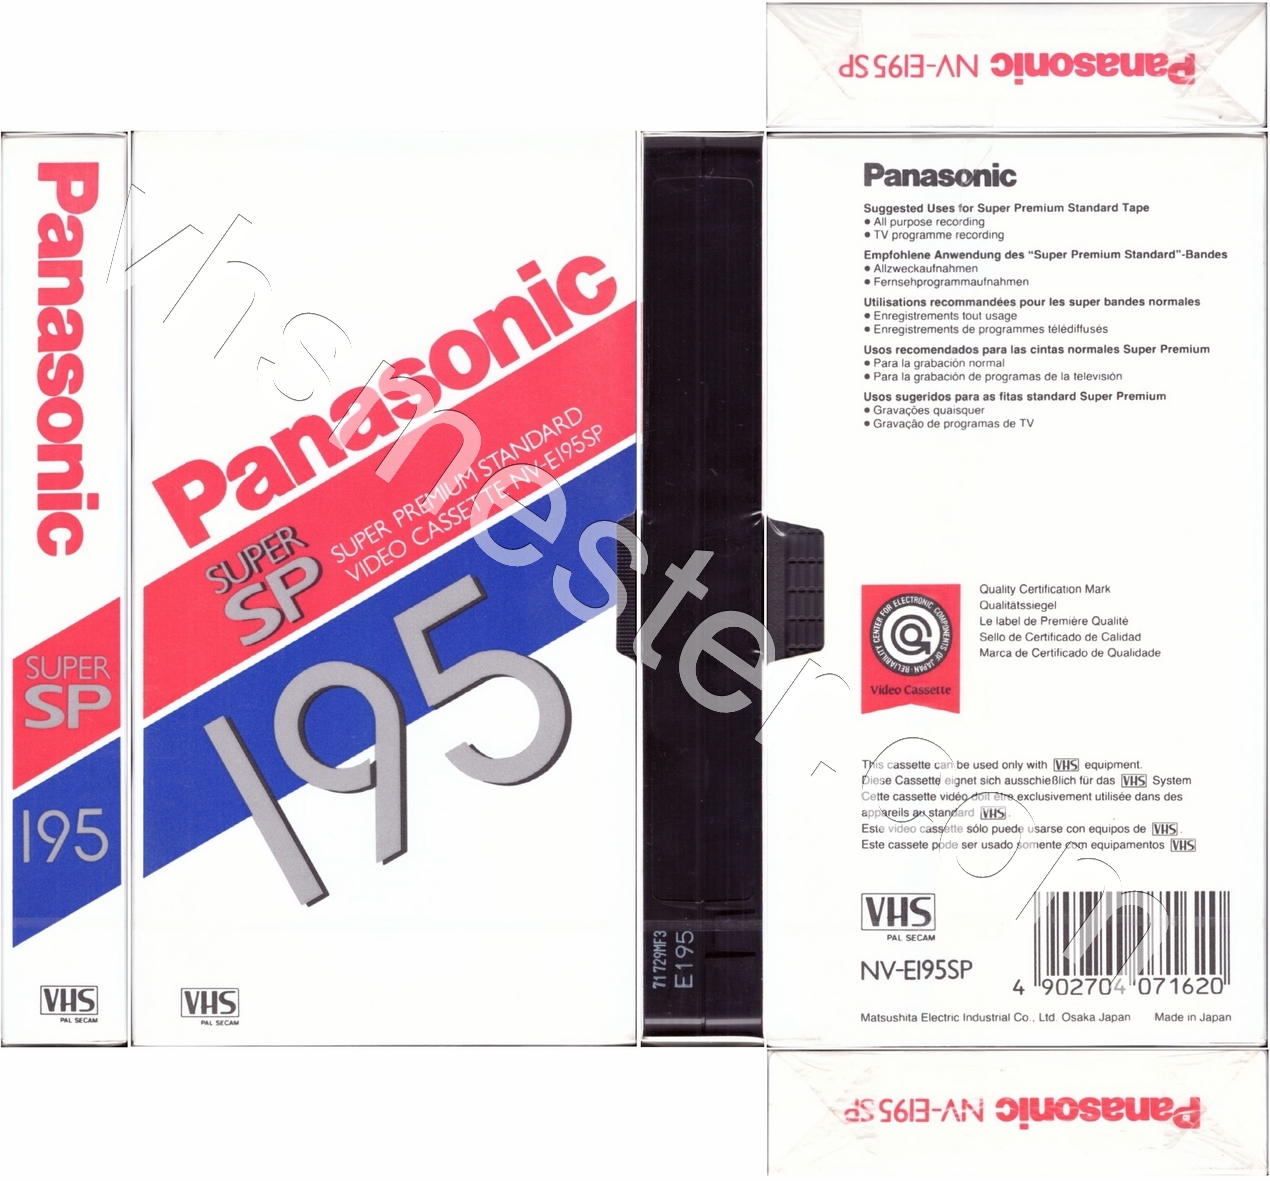 Panasonic
SUPER
SP
195
VHS
PAL SECAM
Panasonic
SUPER
SP
SUPER PREMIUM STANDARD
VIDEO CASSETTE NV-E195SP
195
VHS
PAL SECAM
71729MF3
E195
Panasonic NV-E195SP
Panasonic
Suggested Uses for Super Premium Standard Tape
● All purpose recording
● TV programme recording
Empfohlene Anwendung des “Super Premium Standard”-Bandes
● Allzweckaufnahmen
● Fernsehprogrammaufnahmen
Utilisations recommandées pour les super bandes normales
● Enregistrements tout usage
● Enregistrements de programmes télédiffusés
Usos recomendados para las cintas normales Super Premium
● Para la grabación normal
● Para la grabación de programas de la televisión
Usos sugeridos para as fitas standard Super Premium
● Gravações quaisquer
● Gravação de programas de TV
RELIABILITY CENTER FOR ELECTRONIC COMPONENTS OF JAPAN
Video Cassette
Quality Certification Mark
Qualitätssiegel
Le label de Première Qualité
Sello de Certificado de Calidad
Marca de Certificado de Qualidade
This cassette can be used only with VHS equipment.
Diese Cassette eignet sich ausschießlich für das VHS System
Cette cassette vidéo doit être exclusivement utilisée dans des
appareils au standard VHS.
Este video cassette sólo puede usarse con equipos de VHS.
Este cassete pode ser usado somente com equipamentos VHS
VHS
PAL SECAM
NV-E195SP
4 902704 071620
Matsushita Electric Industrial Co., Ltd. Osaka Japan Made in Japan
Panasonic NV-E195SP
vhsmester.com